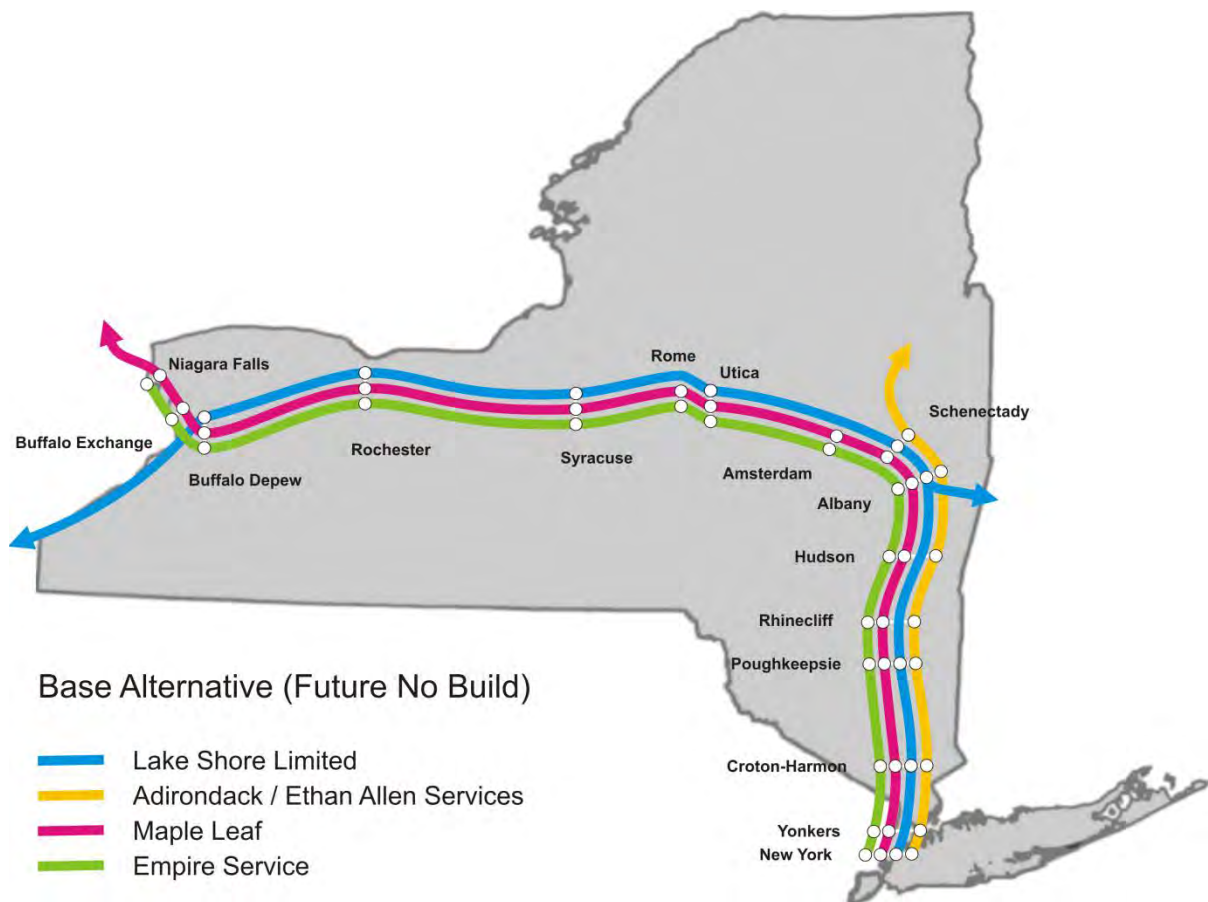 Rome
Utica
Niagara Falls
Schenectady
Buffalo Exchange
Rochester
Syracuse
Buffalo Depew
Amsterdam
Albany
Hudson
Rhinecliff
Poughkeepsie
Croton-Harmon
Yonkers
New York
Base Alternative (Future No Build)
Lake Shore Limited
Adirondack / Ethan Allen Services
Maple Leaf
Empire Service